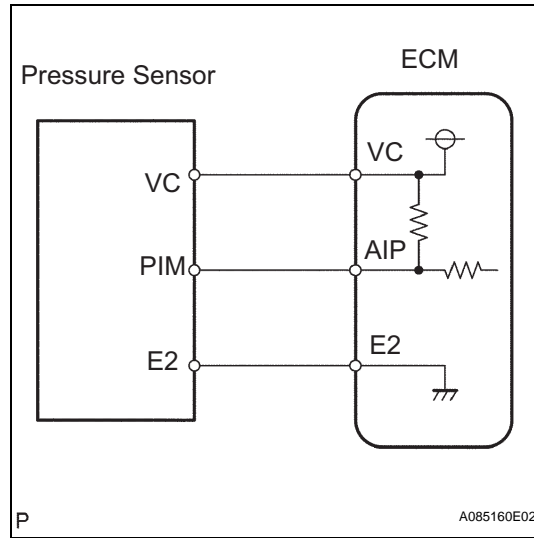 ECM
Pressure Sensor
VC
VC
PIM
AIP
E2
E2
P
A085160E02